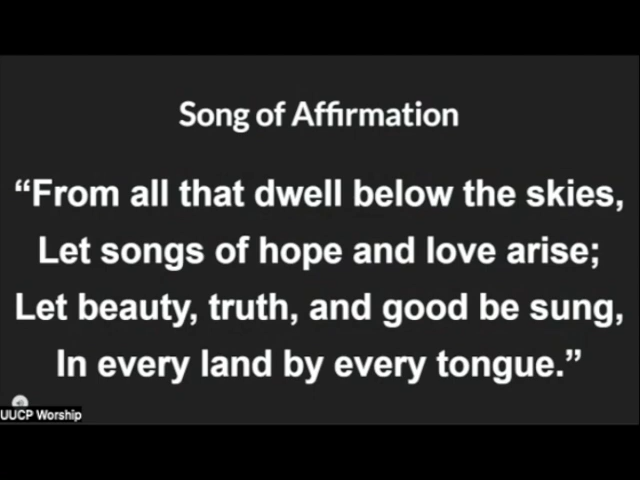 Song of Affirmation
“From all that dwell below the skies,
Let songs of hope and love arise;
Let beauty, truth, and good be sung,
In every land by every tongue.”
UUCP Worship